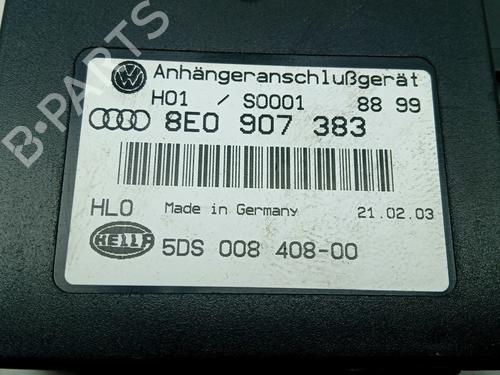 Anhängeranschlußgerät
H01 / S0001 88 99
8E0 907 383
HLO Made in Germany 21.02.03
HELLA 5DS 008 408-00
B-PARTS